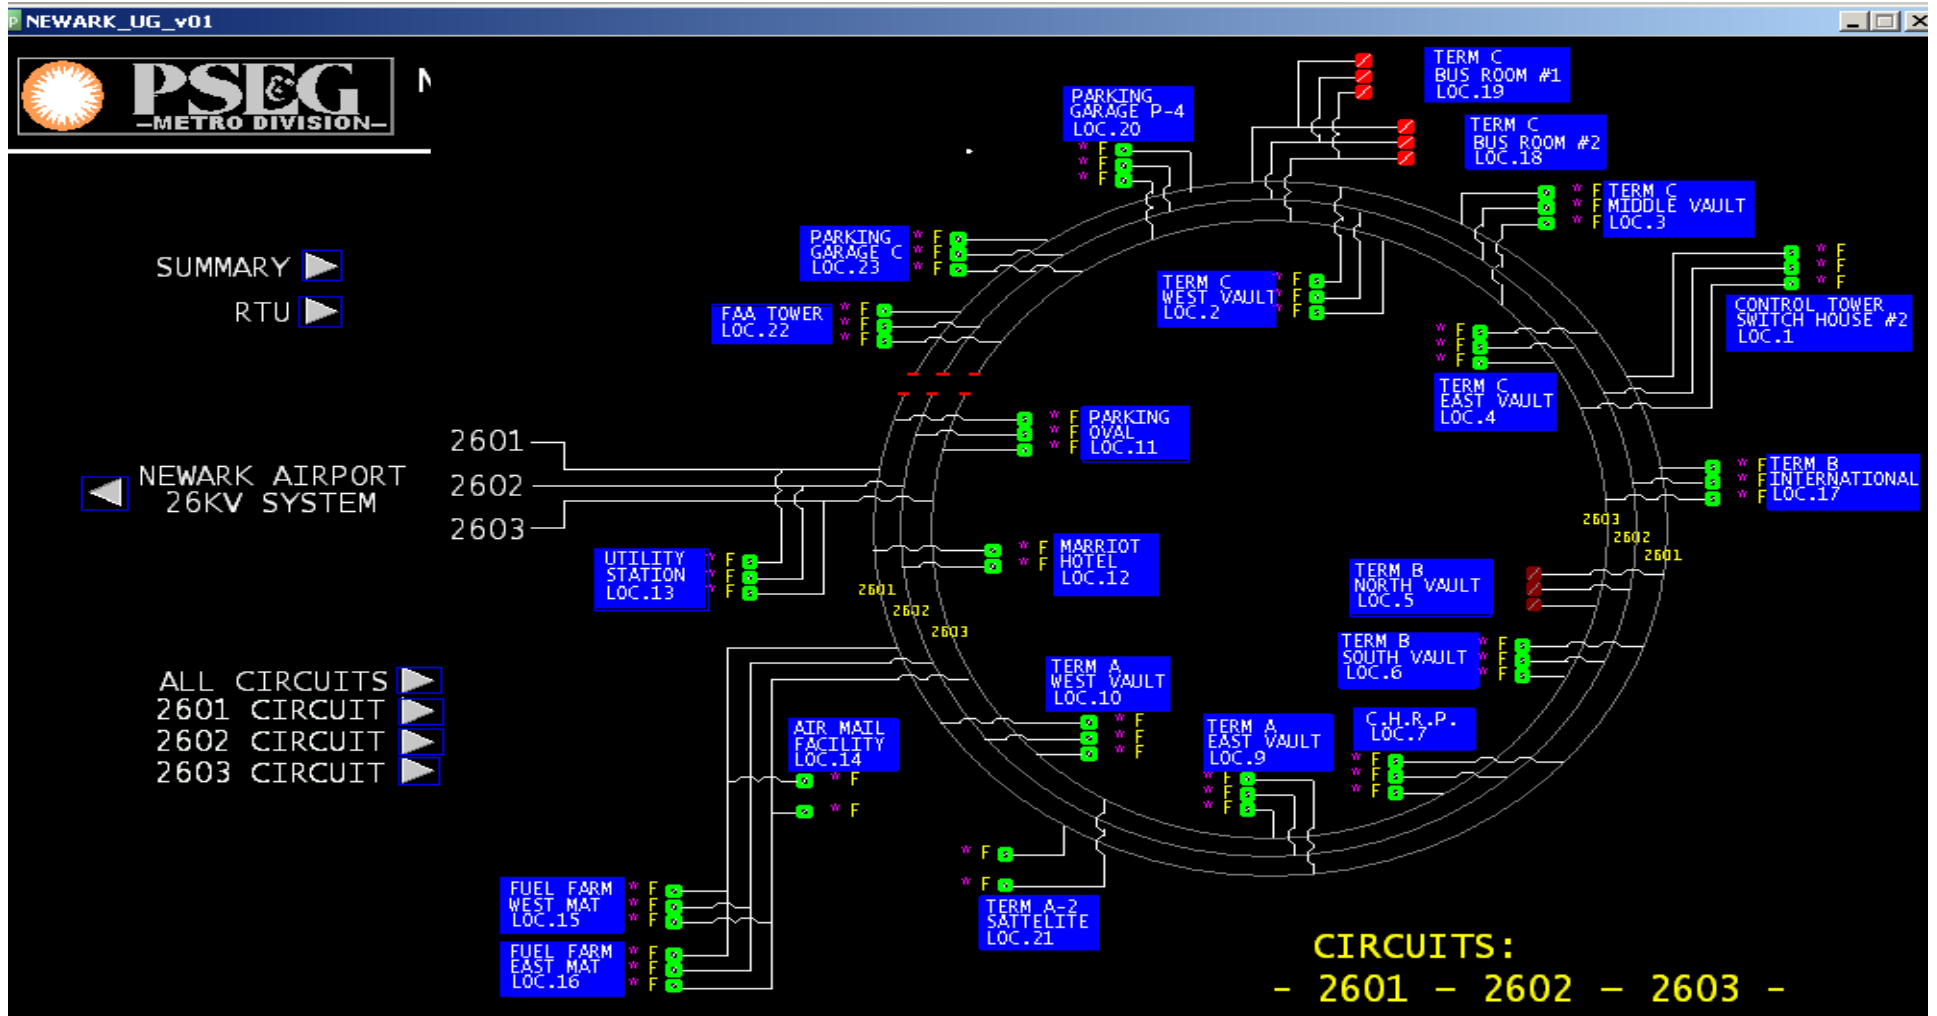 NEWARK_UG_v01
PSE&G
—METRO DIVISION—
SUMMARY
RTU
NEWARK AIRPORT
26KV SYSTEM
ALL CIRCUITS
2601 CIRCUIT
2602 CIRCUIT
2603 CIRCUIT
2601
2602
2603
TERM C
BUS ROOM #1
LOC.19
TERM C
BUS ROOM #2
LOC.18
PARKING
GARAGE P-4
LOC.20
* F
* F
* F
TERM C
MIDDLE VAULT
LOC.3
* F
* F
* F
PARKING
GARAGE C
LOC.23
* F
* F
* F
CONTROL TOWER
SWITCH HOUSE #2
LOC.1
* F
* F
* F
TERM C
WEST VAULT
LOC.2
* F
* F
* F
FAA TOWER
LOC.22
* F
* F
* F
TERM C
EAST VAULT
LOC.4
* F
* F
* F
PARKING
OVAL
LOC.11
* F
* F
* F
TERM B
INTERNATIONAL
LOC.17
* F
* F
* F
2603
2602
2601
MARRIOT
HOTEL
LOC.12
* F
* F
UTILITY
STATION
LOC.13
* F
* F
* F
2601
2602
2603
TERM B
NORTH VAULT
LOC.5
TERM B
SOUTH VAULT
LOC.6
* F
* F
* F
TERM A
WEST VAULT
LOC.10
* F
* F
* F
C.H.R.P.
LOC.7
* F
* F
* F
TERM A
EAST VAULT
LOC.9
* F
* F
* F
AIR MAIL
FACILITY
LOC.14
* F
* F
* F
* F
TERM A-2
SATTELITE
LOC.21
FUEL FARM
WEST MAT
LOC.15
* F
* F
* F
FUEL FARM
EAST MAT
LOC.16
* F
* F
* F
CIRCUITS:
- 2601 - 2602 - 2603 -